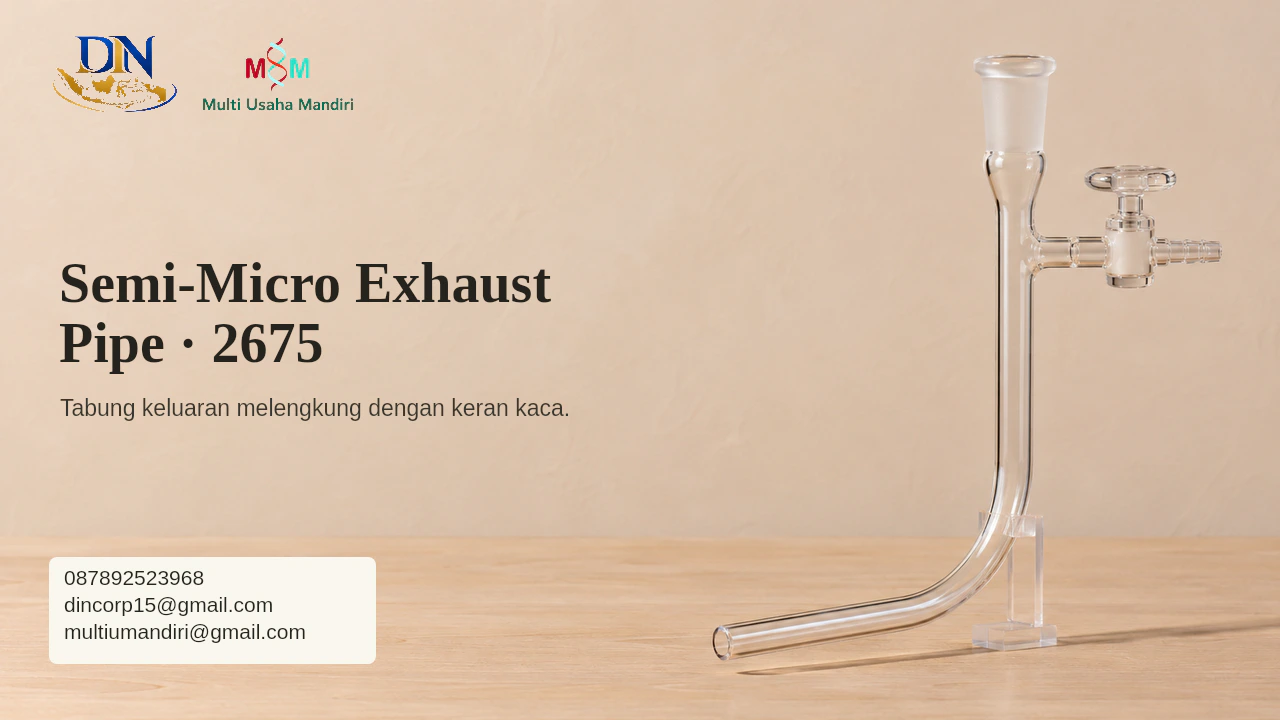 DN
MSM
Multi Usaha Mandiri
Semi-Micro Exhaust
Pipe · 2675
Tabung keluaran melengkung dengan keran kaca.
087892523968
dincorp15@gmail.com
multiumandiri@gmail.com